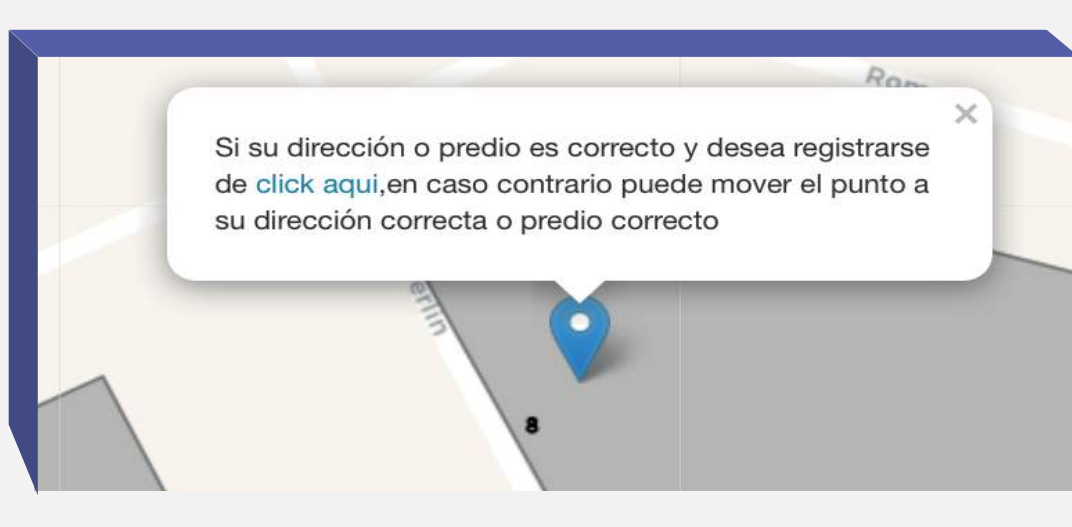 Si su dirección o predio es correcto y desea registrarse
de click aqui,en caso contrario puede mover el punto a
su dirección correcta o predio correcto
8